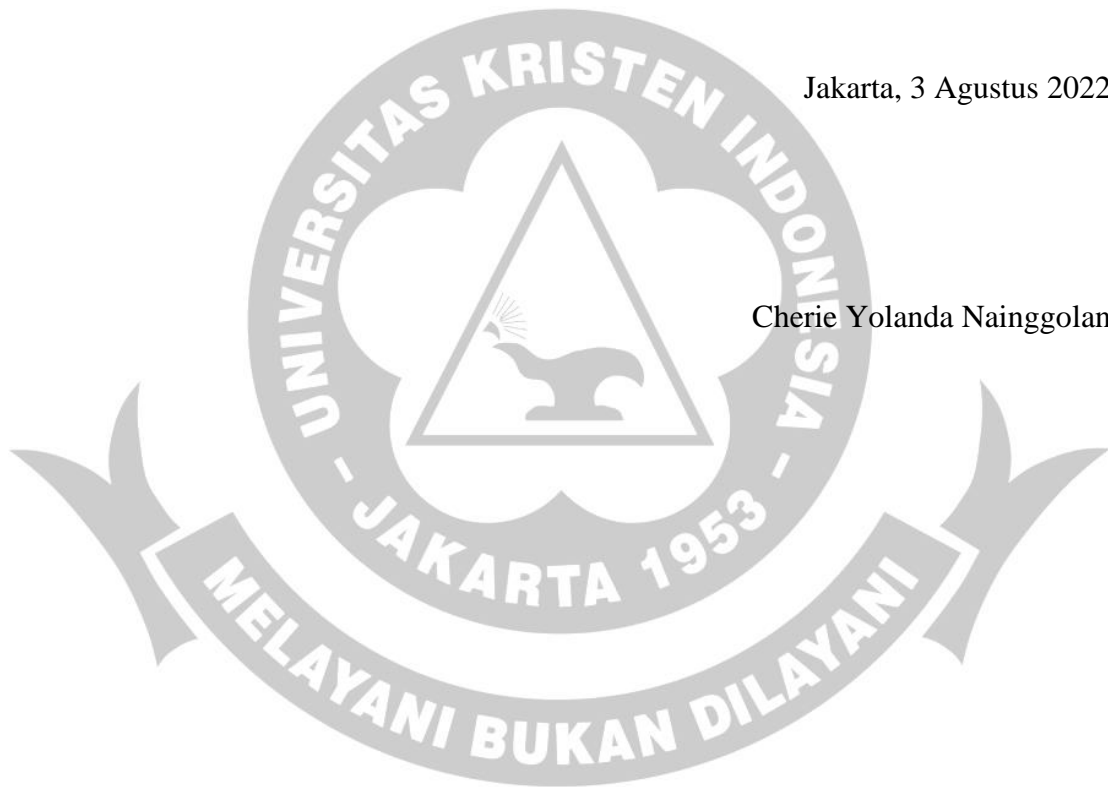 Jakarta, 3 Agustus 2022
Cherie Yolanda Nainggolan
UNIVERSITAS KRISTEN INDONESIA
- JAKARTA 1953 -
MELAYANI BUKAN DILAYANI